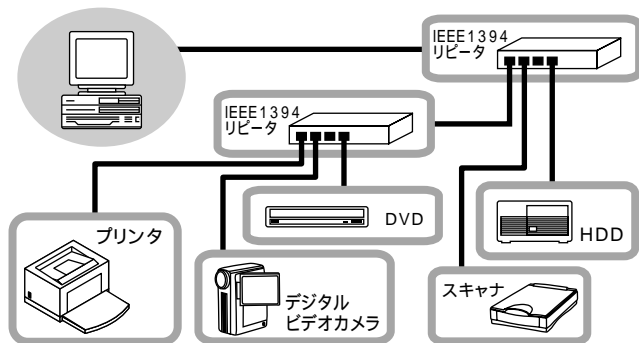 IEEE1394
リピータ
IEEE1394
リピータ
DVD
HDD
プリンタ
デジタル
ビデオカメラ
スキャナ